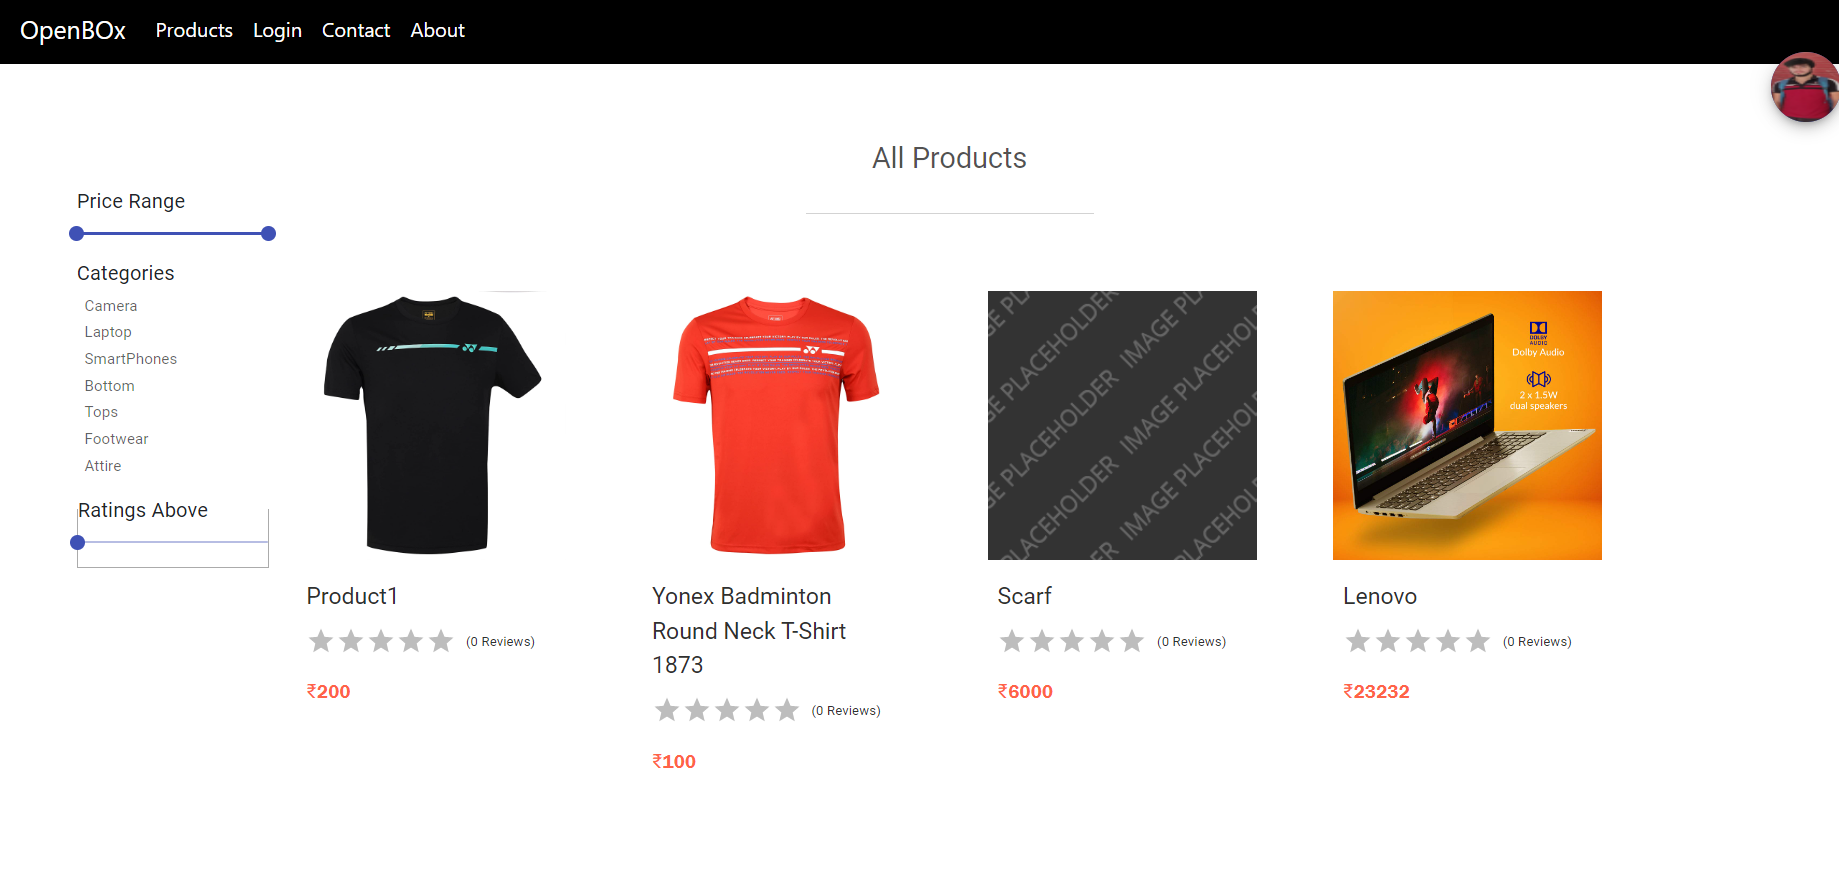 OpenBOx Products Login Contact About
All Products
Price Range
Categories
Camera
Laptop
SmartPhones
Bottom
Tops
Footwear
Attire
Ratings Above
IMAGE PLACEHOLDER IMAGE PLACEHOLDER
DOLBY
AUDIO
Dolby Audio
2 x 1.5W
dual speakers
Product1
(0 Reviews)
₹200
Yonex Badminton
Round Neck T-Shirt
1873
(0 Reviews)
₹100
Scarf
(0 Reviews)
₹6000
Lenovo
(0 Reviews)
₹23232